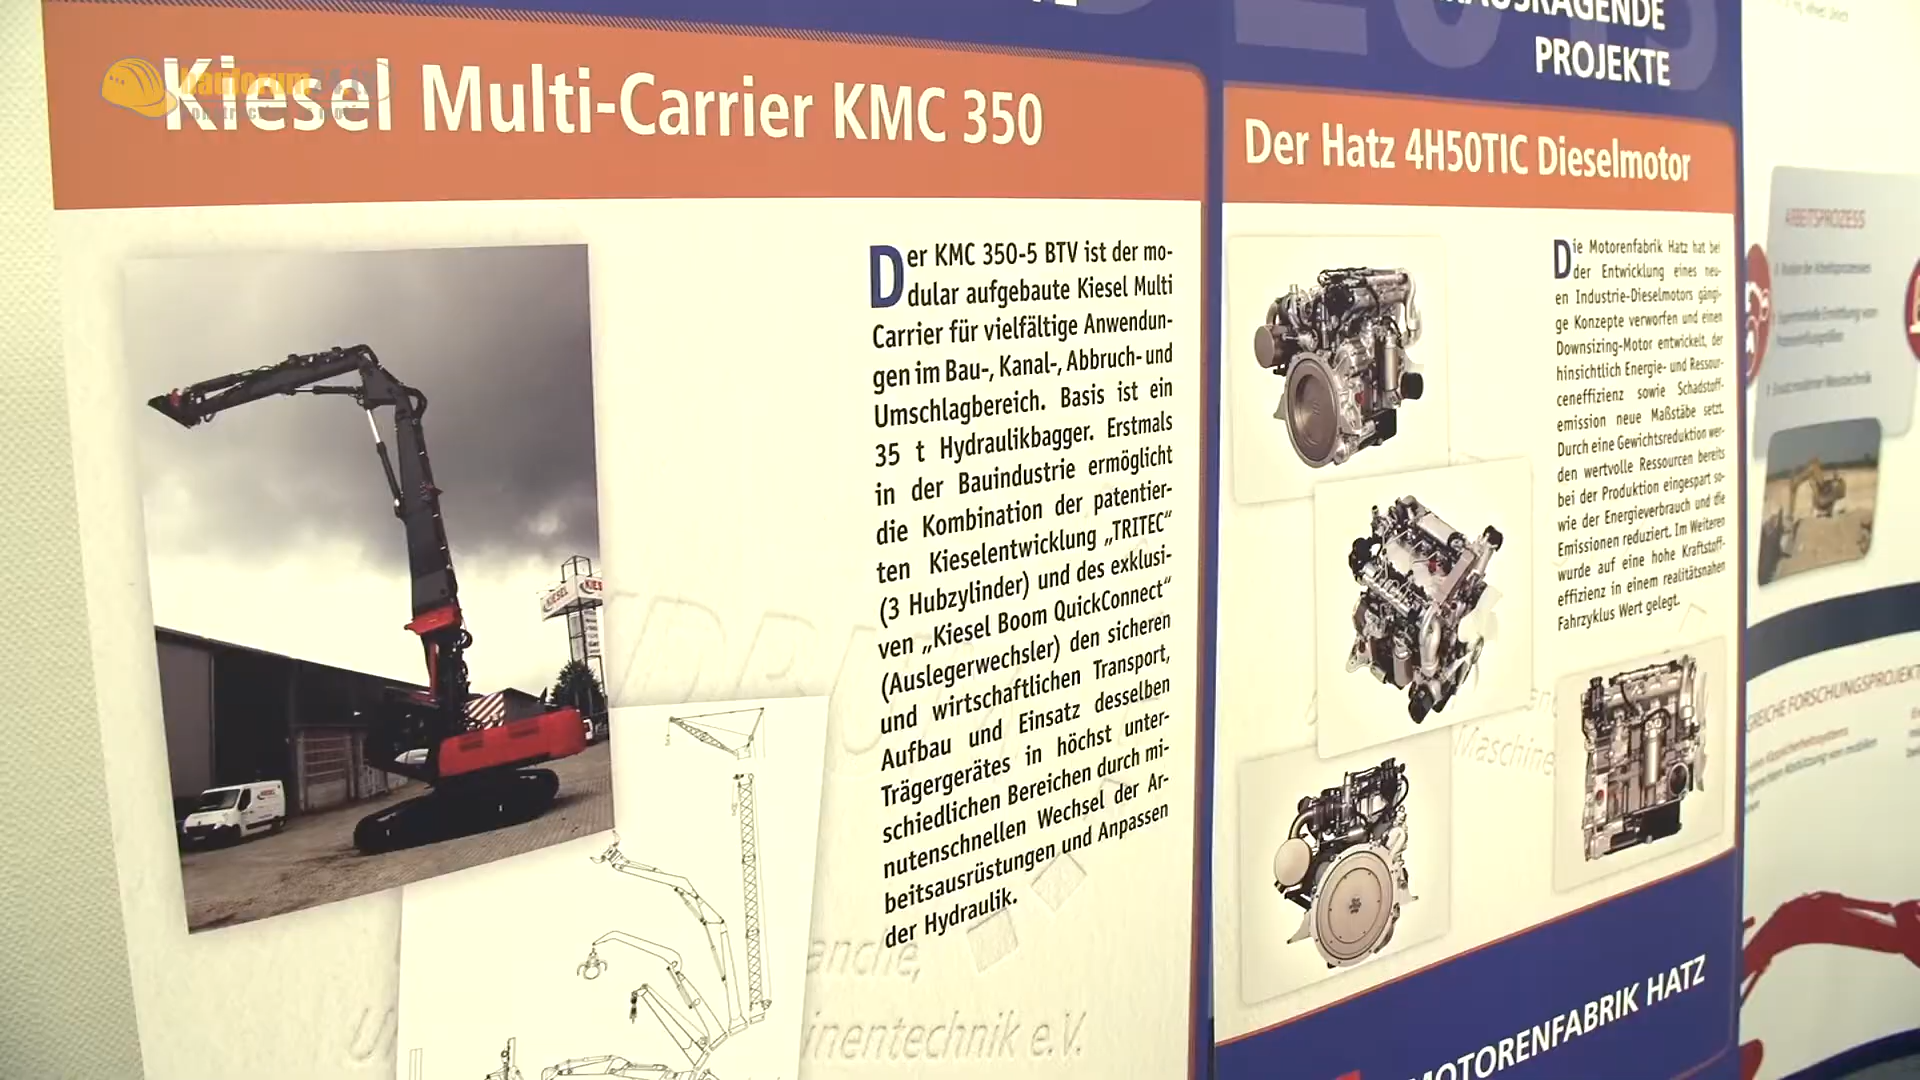 RAGENDE
PROJEKTE
Kiesel Multi-Carrier KMC 350
Der KMC 350-5 BTV ist der mo-
dular aufgebaute Kiesel Multi
Carrier für vielfältige Anwendun-
gen im Bau-, Kanal-, Abbruch- und
Umschlagbereich. Basis ist ein
35 t Hydraulikbagger. Erstmals
in der Bauindustrie ermöglicht
die Kombination der patentier-
ten Kieselentwicklung „TRITEC“
(3 Hubzylinder) und des exklusi-
ven „Kiesel Boom QuickConnect“
(Auslegerwechsler) den sicheren
und wirtschaftlichen Transport,
Aufbau und Einsatz desselben
Trägergerätes in höchst unter-
schiedlichen Bereichen durch mi-
nutenschnellen Wechsel der Ar-
beitsausrüstungen und Anpassen
der Hydraulik.
KIESEL
anche,
inentechnik e.V.
Der Hatz 4H50TIC Dieselmotor
Die Motorenfabrik Hatz hat bei
der Entwicklung eines neu-
en Industrie-Dieselmotors gängi-
ge Konzepte verworfen und einen
Downsizing-Motor entwickelt, der
hinsichtlich Energie- und Ressour-
ceneffizienz sowie Schadstoff-
emission neue Maßstäbe setzt.
Durch eine Gewichtsreduktion wer-
den wertvolle Ressourcen bereits
bei der Produktion eingespart so-
wie der Energieverbrauch und die
Emissionen reduziert. Im Weiteren
wurde auf eine hohe Kraftstoff-
effizienz in einem realitätsnahen
Fahrzyklus Wert gelegt.
Maschine
MOTORENFABRIK HATZ
ARBEITSPROZESS
REICHE FORSCHUNGSPROJEKT